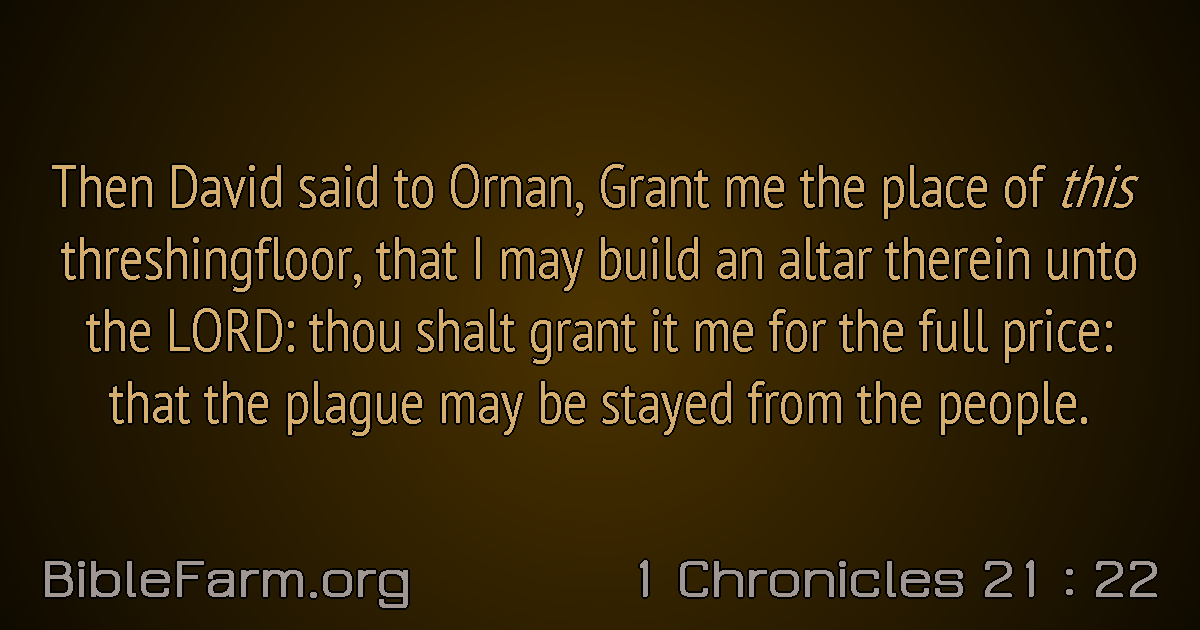 Then David said to Ornan, Grant me the place of this
threshingfloor, that I may build an altar therein unto
the LORD: thou shalt grant it me for the full price:
that the plague may be stayed from the people.
BibleFarm.org
1 Chronicles 21 : 22